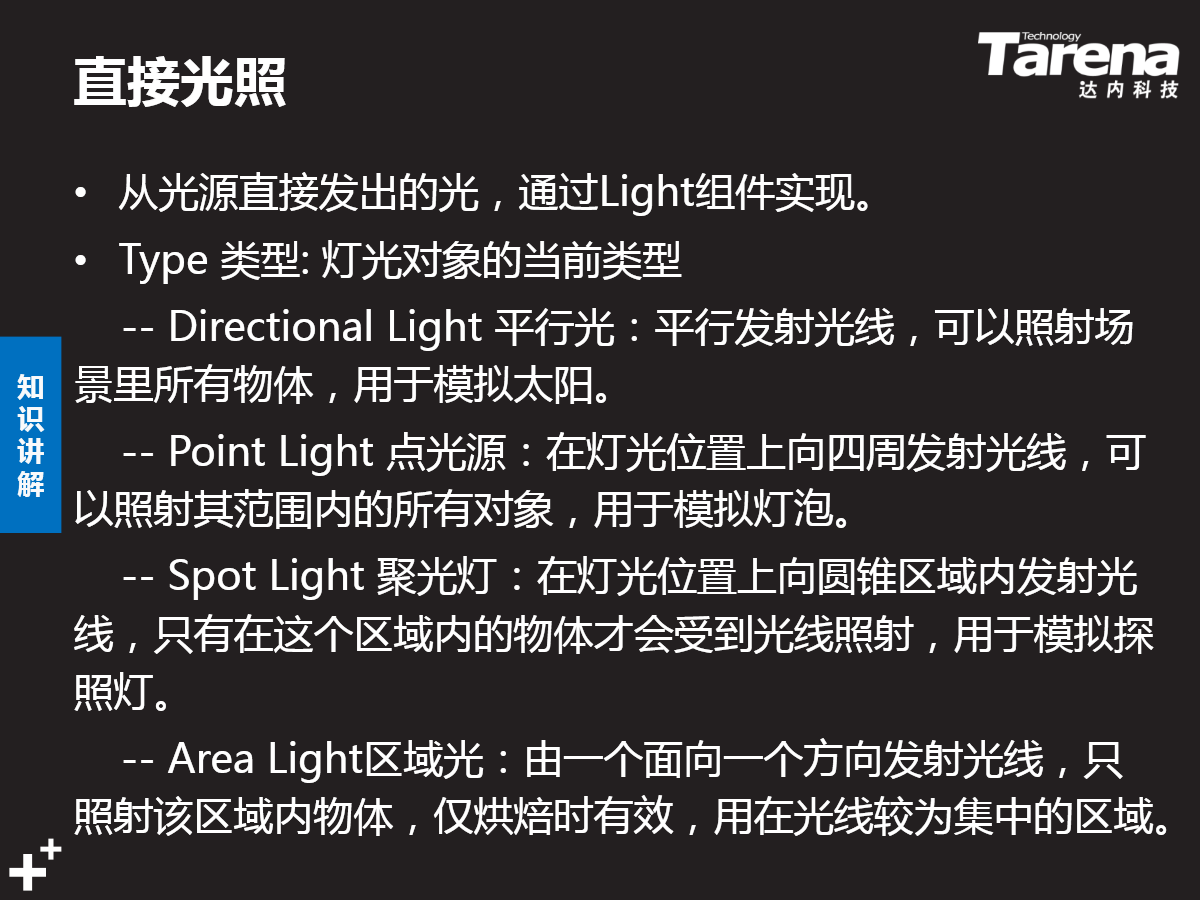 直接光照
Technology
Tarena
达内科技
• 从光源直接发出的光，通过Light组件实现。
• Type 类型: 灯光对象的当前类型
-- Directional Light 平行光：平行发射光线，可以照射场
景里所有物体，用于模拟太阳。
-- Point Light 点光源：在灯光位置上向四周发射光线，可
以照射其范围内的所有对象，用于模拟灯泡。
-- Spot Light 聚光灯：在灯光位置上向圆锥区域内发射光
线，只有在这个区域内的物体才会受到光线照射，用于模拟探
照灯。
-- Area Light区域光：由一个面向一个方向发射光线，只
照射该区域内物体，仅烘焙时有效，用在光线较为集中的区域。
知识讲解